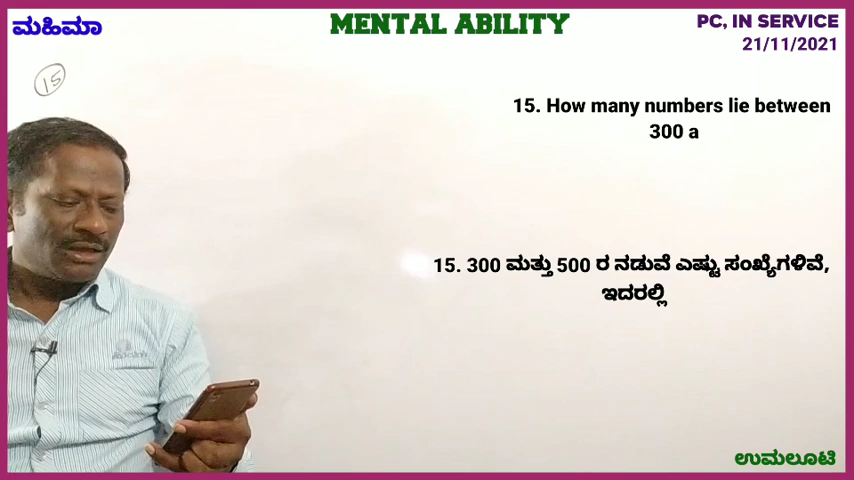 ಮಹಿಮಾ
MENTAL ABILITY
PC, IN SERVICE
21/11/2021
15
15. How many numbers lie between
300 a
15. 300 ಮತ್ತು 500 ರ ನಡುವೆ ಎಷ್ಟು ಸಂಖ್ಯೆಗಳಿವೆ,
ಇದರಲ್ಲಿ
ಉಮಲೂಟಿ